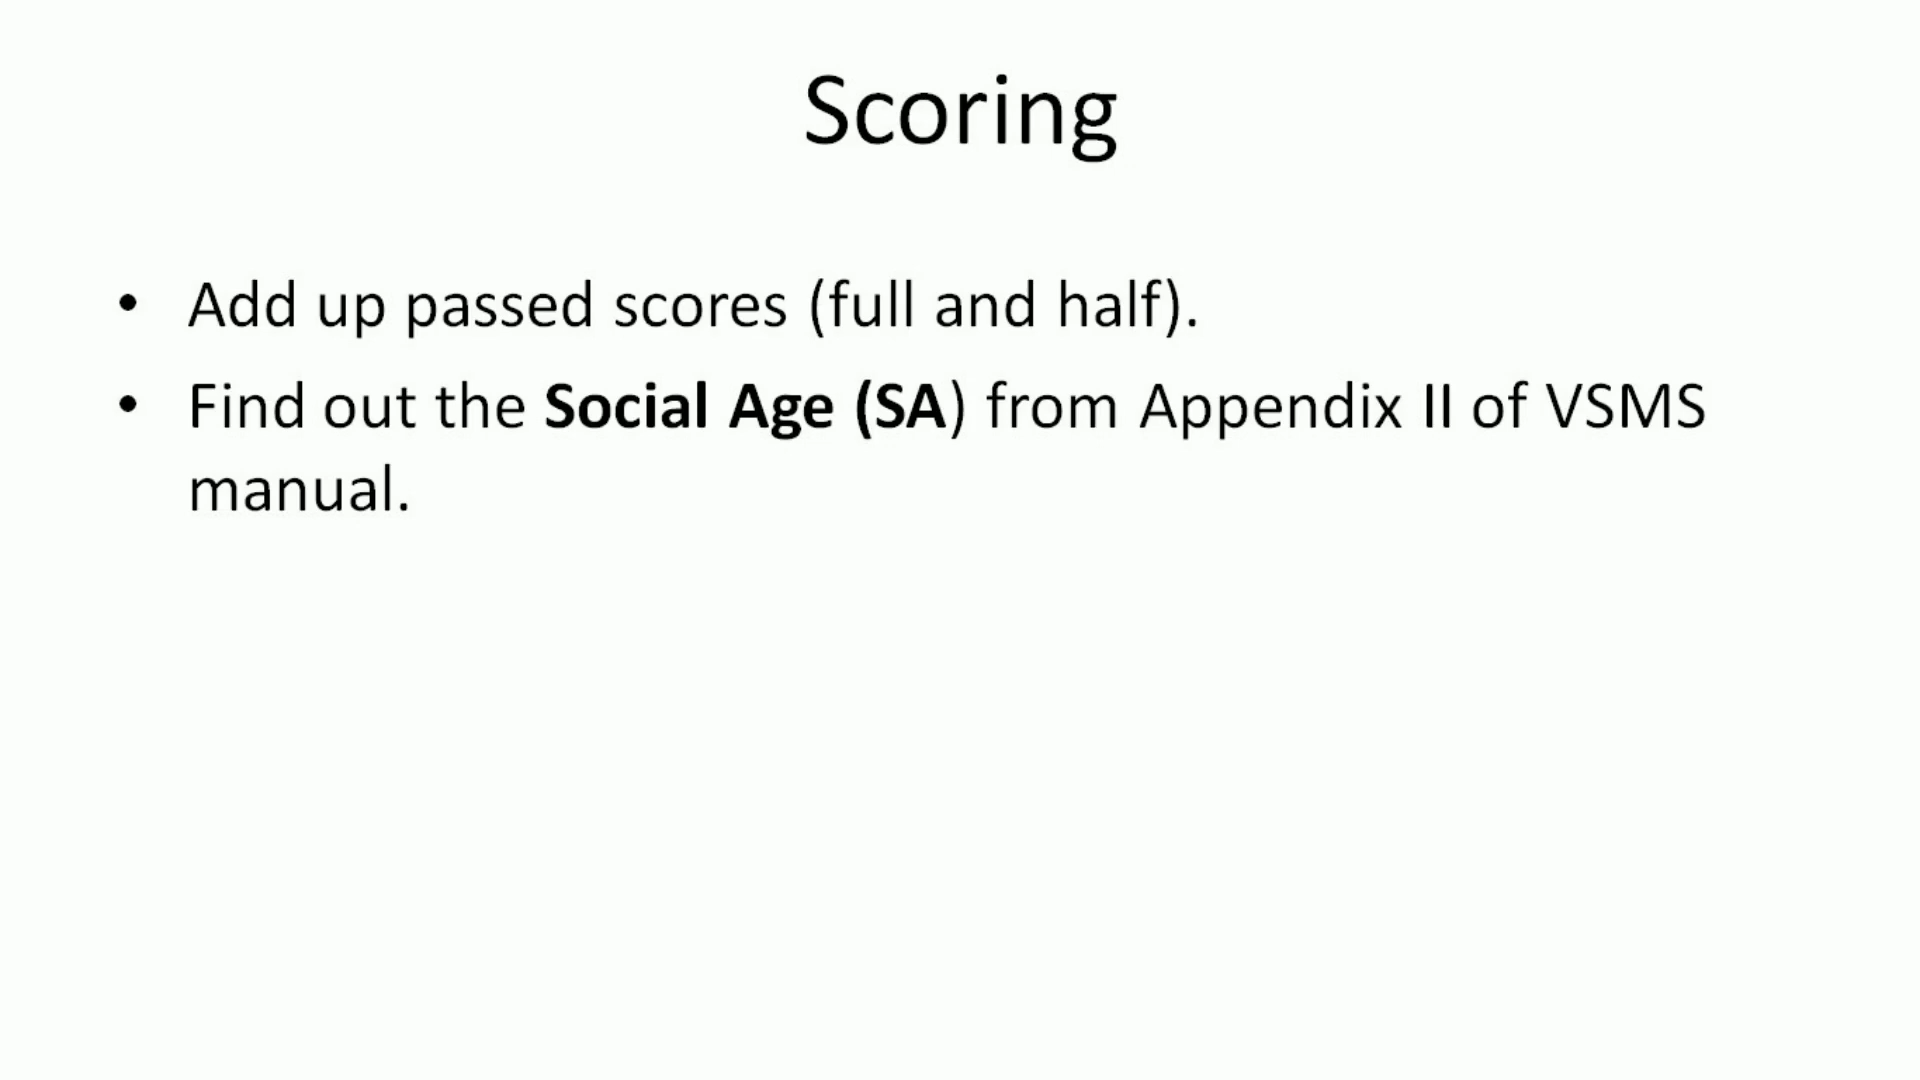 Scoring
• Add up passed scores (full and half).
• Find out the Social Age (SA) from Appendix II of VSMS
manual.